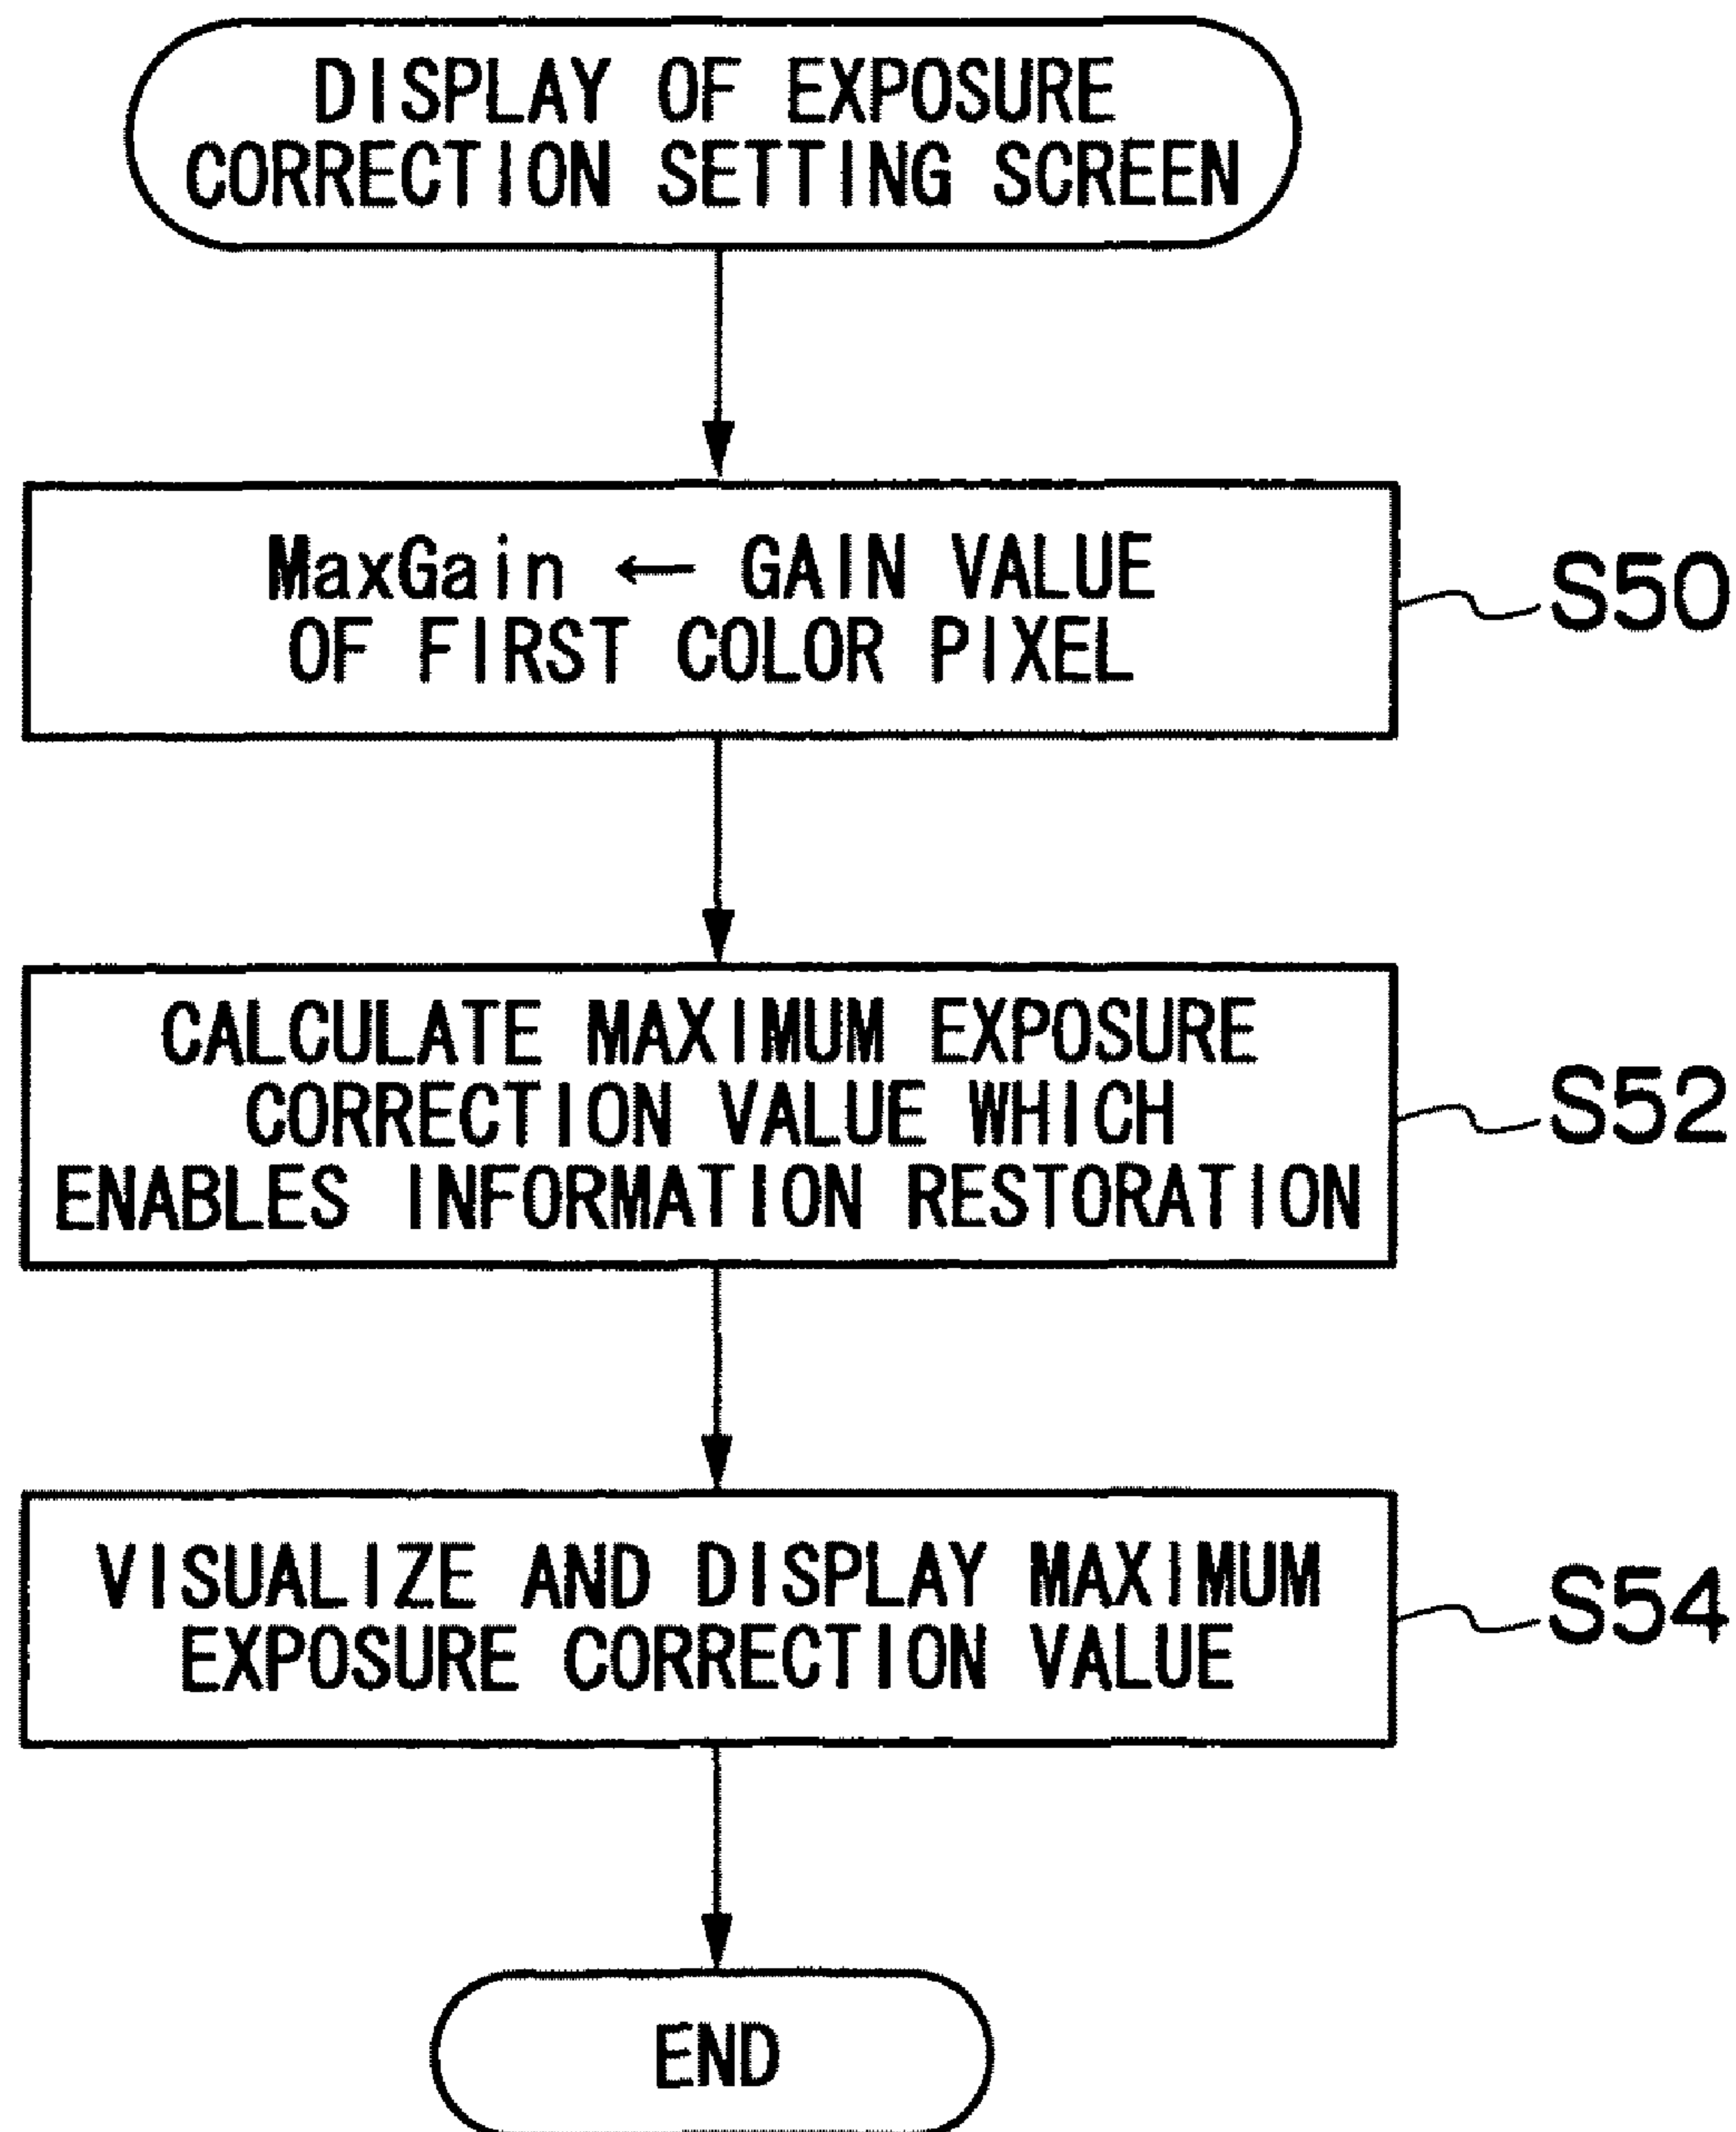 DISPLAY OF EXPOSURE
CORRECTION SETTING SCREEN
MaxGain ← GAIN VALUE
OF FIRST COLOR PIXEL
S50
CALCULATE MAXIMUM EXPOSURE
CORRECTION VALUE WHICH
ENABLES INFORMATION RESTORATION
S52
VISUALIZE AND DISPLAY MAXIMUM
EXPOSURE CORRECTION VALUE
S54
END